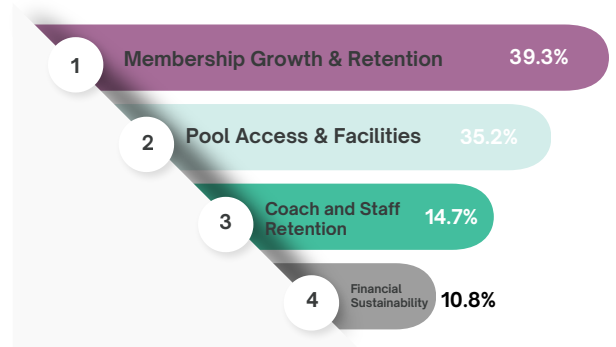 1
Membership Growth & Retention
39.3%
2
Pool Access & Facilities
35.2%
3
Coach and Staff
Retention
14.7%
4
Financial
Sustainability
10.8%